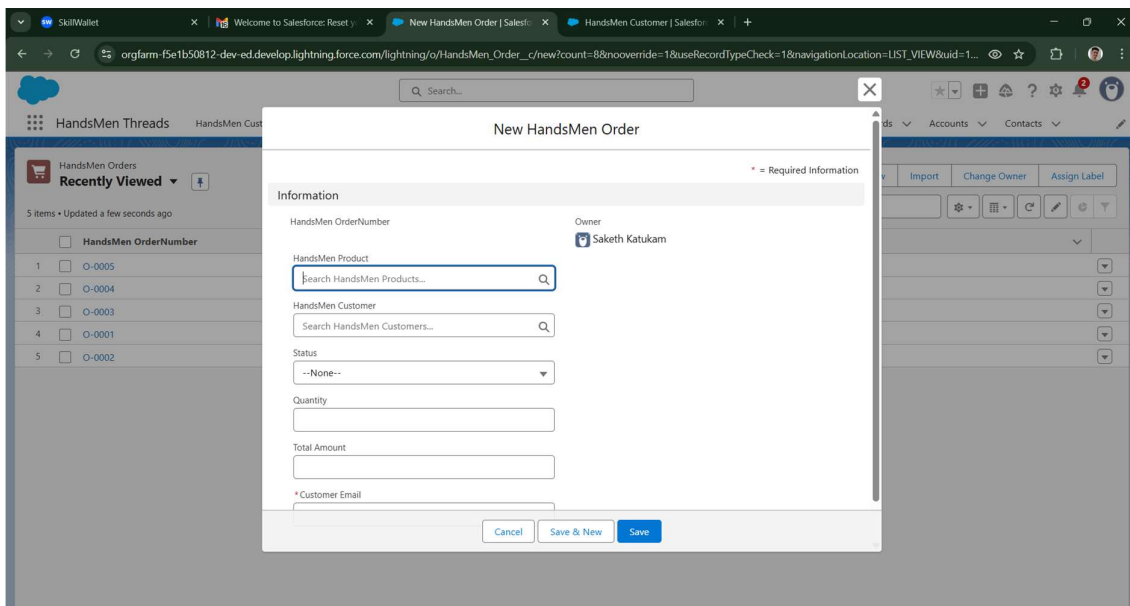 SkillWallet
Welcome to Salesforce: Reset y
New HandsMen Order | Salesfo
HandsMen Customer | Salesforc
orgfarm-f5e1b50812-dev-ed.develop.lightning.force.com/lightning/o/HandsMen_Order__c/new?count=8&nooverride=1&useRecordTypeCheck=1&navigationLocation=LIST_VIEW&uid=1...
Search...
2
HandsMen Threads
HandsMen Cust
rds
Accounts
Contacts
New HandsMen Order
HandsMen Orders
Recently Viewed
Import
Change Owner
Assign Label
* = Required Information
5 items • Updated a few seconds ago
Information
HandsMen OrderNumber
1 O-0005
2 O-0004
3 O-0003
4 O-0001
5 O-0002
HandsMen OrderNumber
Owner
Saketh Katukam
HandsMen Product
Search HandsMen Products...
HandsMen Customer
Search HandsMen Customers...
Status
--None--
Quantity
Total Amount
*Customer Email
Cancel
Save & New
Save